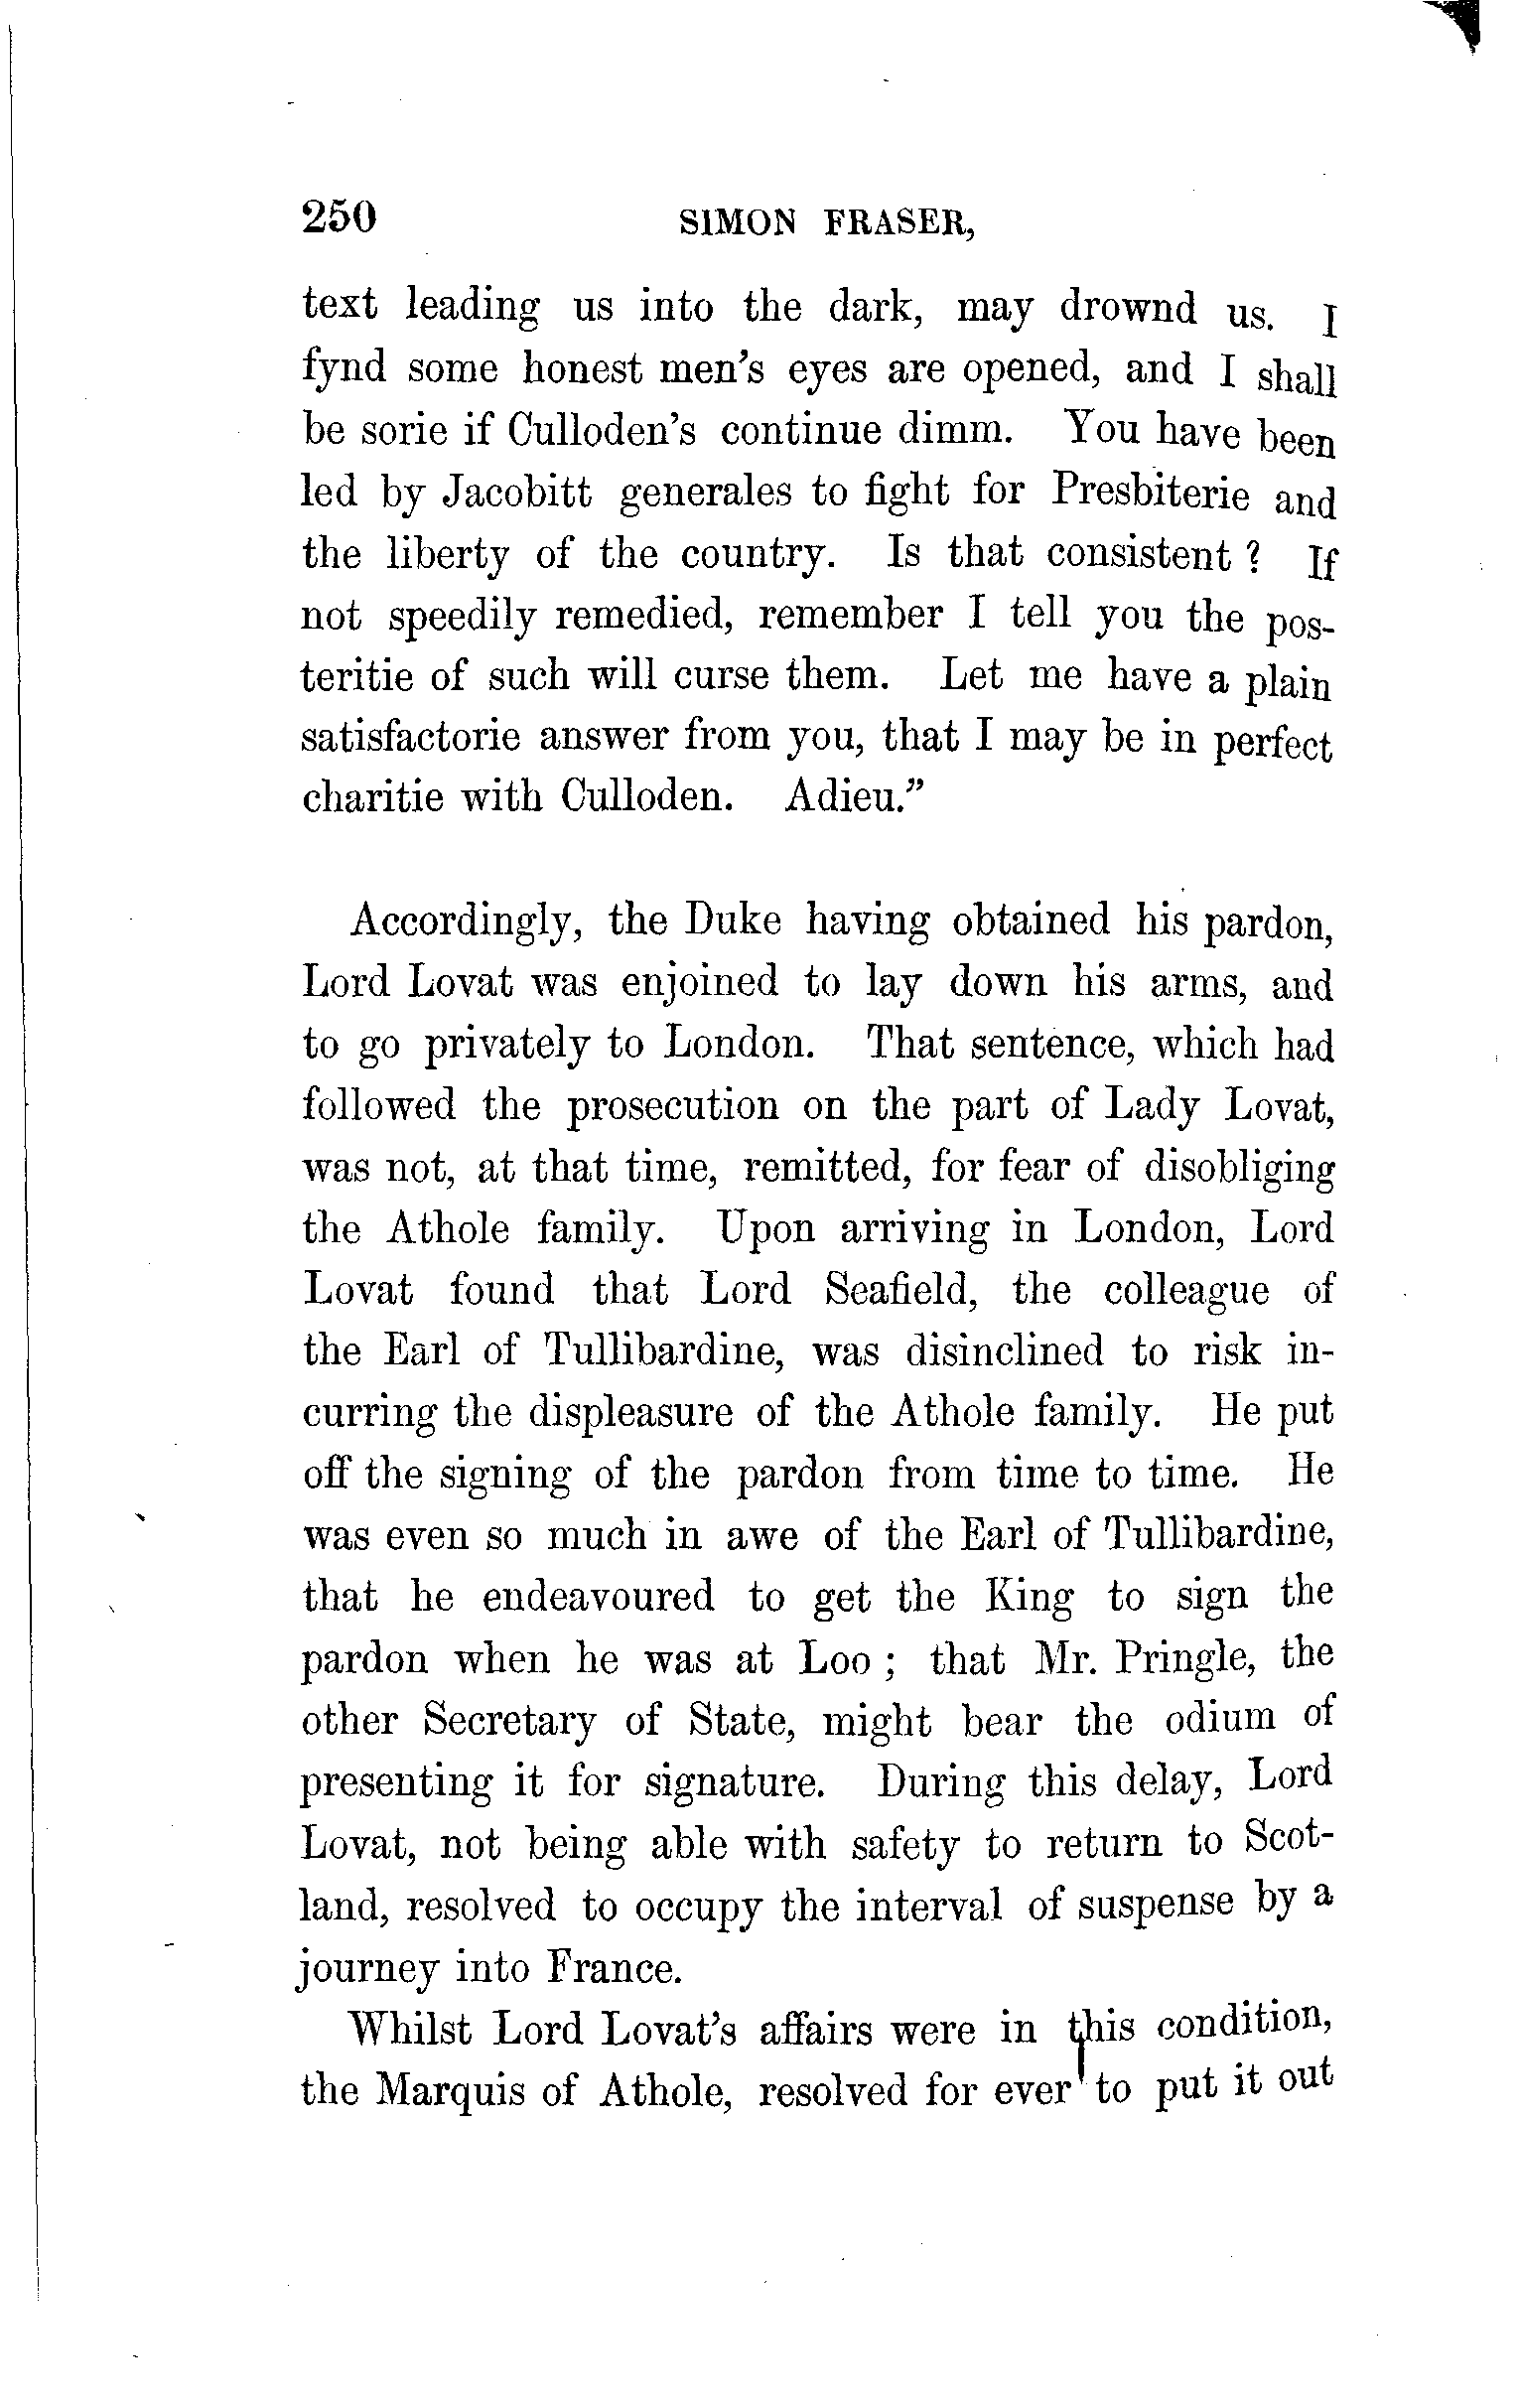 250 SIMON FRASER,
text leading us into the dark, may drownd us. I
fynd some honest men's eyes are opened, and I shall
be sorie if Culloden's continue dimm. You have been
led by Jacobitt generales to fight for Presbiterie and
the liberty of the country. Is that consistent? If
not speedily remedied, remember I tell you the pos-
teritie of such will curse them. Let me have a plain
satisfactorie answer from you, that I may be in perfect
charitie with Culloden. Adieu."
Accordingly, the Duke having obtained his pardon,
Lord Lovat was enjoined to lay down his arms, and
to go privately to London. That sentence, which had
followed the prosecution on the part of Lady Lovat,
was not, at that time, remitted, for fear of disobliging
the Athole family. Upon arriving in London, Lord
Lovat found that Lord Seafield, the colleague of
the Earl of Tullibardine, was disinclined to risk in-
curring the displeasure of the Athole family. He put
off the signing of the pardon from time to time. He
was even so much in awe of the Earl of Tullibardine,
that he endeavoured to get the King to sign the
pardon when he was at Loo; that Mr. Pringle, the
other Secretary of State, might bear the odium of
presenting it for signature. During this delay, Lord
Lovat, not being able with safety to return to Scot-
land, resolved to occupy the interval of suspense by a
journey into France.
Whilst Lord Lovat's affairs were in this condition,
the Marquis of Athole, resolved for ever to put it out